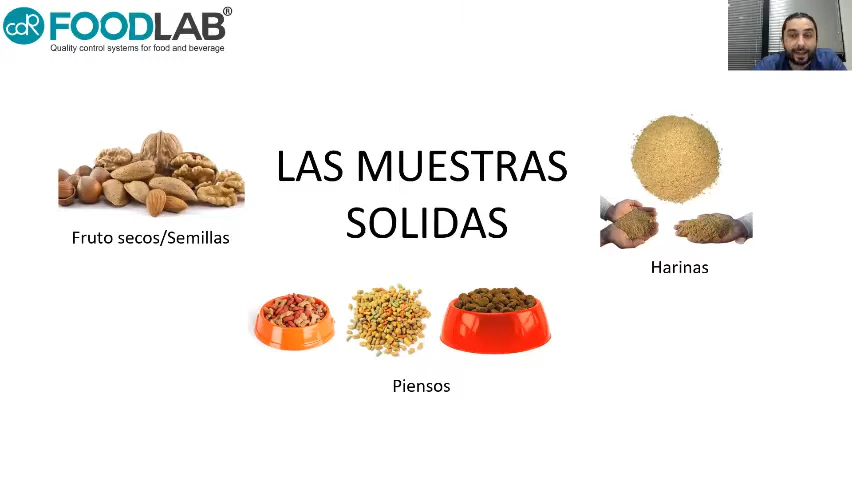 cdR FOODLAB®
Quality control systems for food and beverage
LAS MUESTRAS
SOLIDAS
Fruto secos/Semillas
Harinas
Piensos